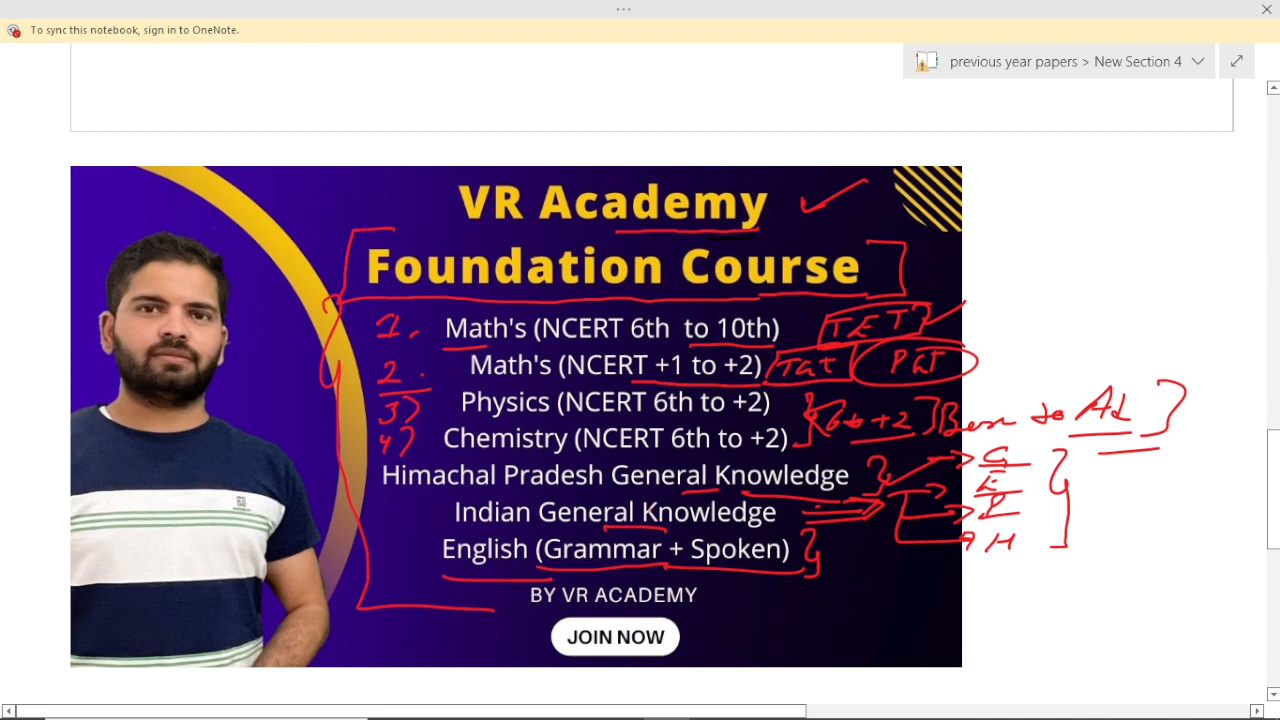 To sync this notebook, sign in to OneNote.
previous year papers > New Section 4
VR Academy
Foundation Course
1. Math's (NCERT 6th to 10th) TET
2. Math's (NCERT +1 to +2) TGT PGT
3) Physics (NCERT 6th to +2)
4) Chemistry (NCERT 6th to +2) +2 to Ad
Himachal Pradesh General Knowledge G
E
Indian General Knowledge P
English (Grammar + Spoken) H
BY VR ACADEMY
JOIN NOW